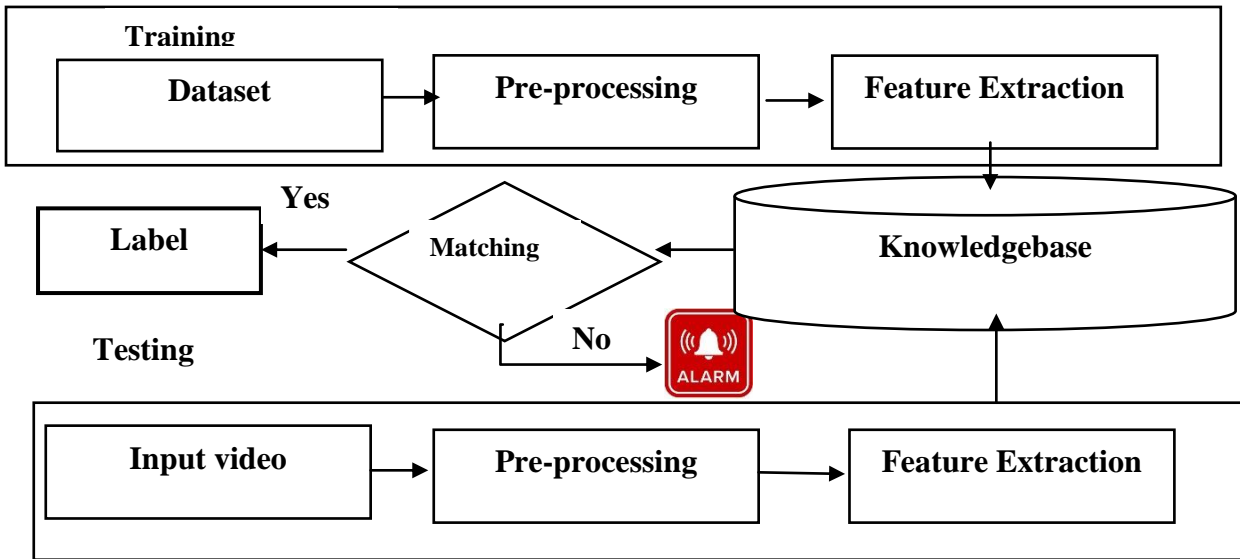 Training
Dataset
Pre-processing
Feature Extraction
Yes
Label
Matching
Knowledgebase
No
ALARM
Testing
Input video
Pre-processing
Feature Extraction